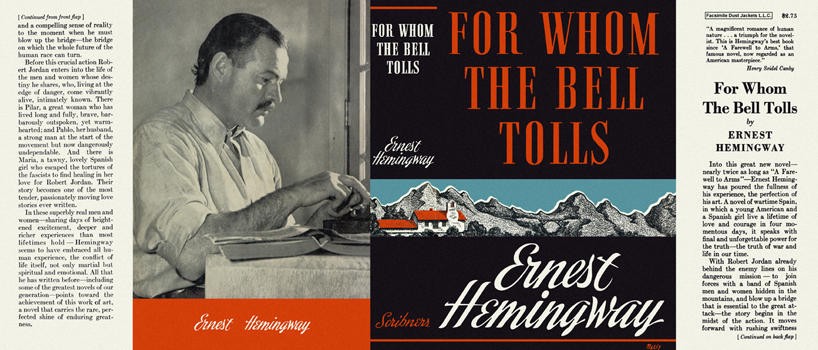 [ Continued from front flap ]
and a compelling sense of reality
to the moment when he must
blow up the bridge—the bridge
on which the whole future of the
human race can turn.
Before this crucial action Rob-
ert Jordan enters into the life of
the men and women whose des-
tiny he shares, who, living at the
edge of danger, come vibrantly
alive, intimately known. There
is Pilar, a great woman who has
lived long and fully, brave, bar-
barously outspoken, yet warm-
hearted; and Pablo, her husband,
a strong man at the start of the
movement but now dangerously
undependable. And there is
Maria, a tawny, lovely Spanish
girl who escaped the tortures of
the fascists to find healing in her
love for Robert Jordan. Their
story becomes one of the most
tender, passionately moving love
stories ever written.
In these superbly real men and
women—sharing days of height-
ened excitement, deeper and
richer experiences than most
lifetimes hold—Hemingway
seems to have embraced all hu-
man experience, the conflict of
life itself, not only martial but
spiritual and emotional. All that
he has written before—including
some of the greatest novels of our
generation—points toward the
achievement of this work of art,
a novel that carries the rare, per-
fected shine of enduring great-
ness.
Ernest Hemingway
FOR WHOM
THE BELL
TOLLS
Ernest
Hemingway
Scribners
FOR WHOM
THE BELL
TOLLS
Ernest
Hemingway
Facsimile Dust Jackets L.L.C.
"A magnificent romance of human
nature . . . a triumph for the novel-
ist. This is Hemingway's best book
since 'A Farewell to Arms,' that
famous novel, now regarded as an
American masterpiece."
Henry Seidel Canby
For Whom
The Bell Tolls
by
ERNEST
HEMINGWAY
Into this great new novel—
nearly twice as long as "A Fare-
well to Arms"—Ernest Heming-
way has poured the fullness of
his experience, the perfection of
his art. A novel of wartime Spain,
in which a young American and
a Spanish girl live a lifetime of
love and courage in four mo-
mentous days, it speaks with
final and unforgettable power for
the truth—the truth of war and
life in our time.
With Robert Jordan already
behind the enemy lines on his
dangerous mission—to join
forces with a band of Spanish
men and women hidden in the
mountains, and blow up a bridge
that is essential to the great at-
tack—the story begins in the
midst of the action. It moves
forward with rushing swiftness
[ Continued on back flap ]